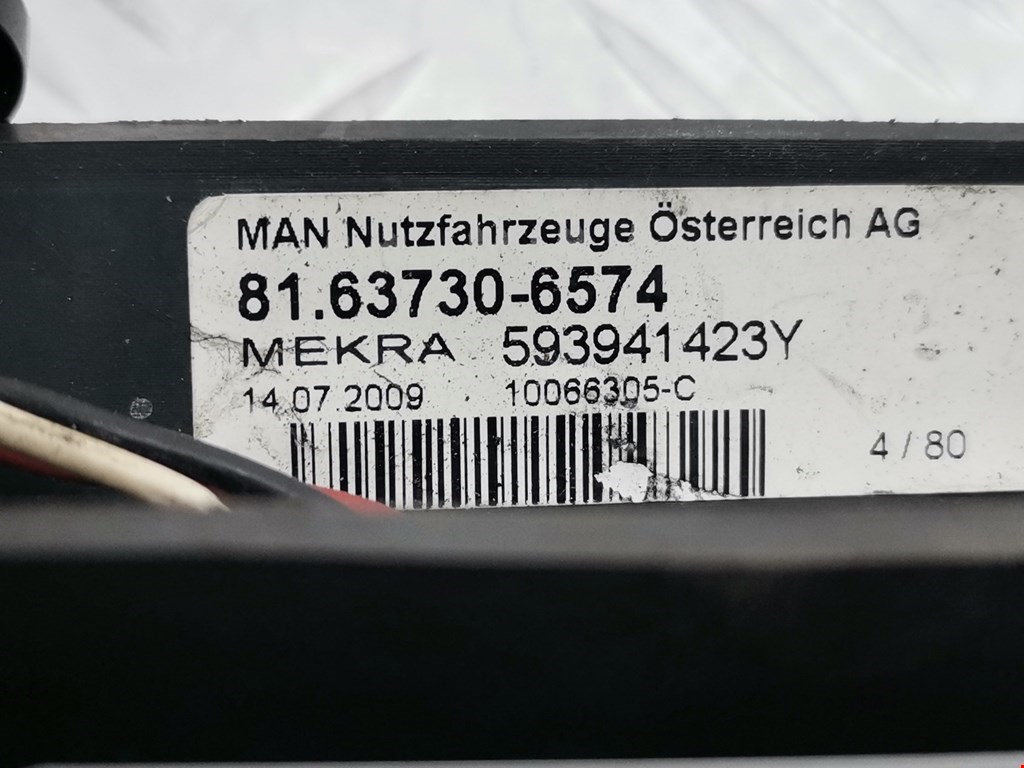 MAN Nutzfahrzeuge Österreich AG
81.63730-6574
MEKRA 593941423Y
14.07.2009 10066305-C
4 / 80